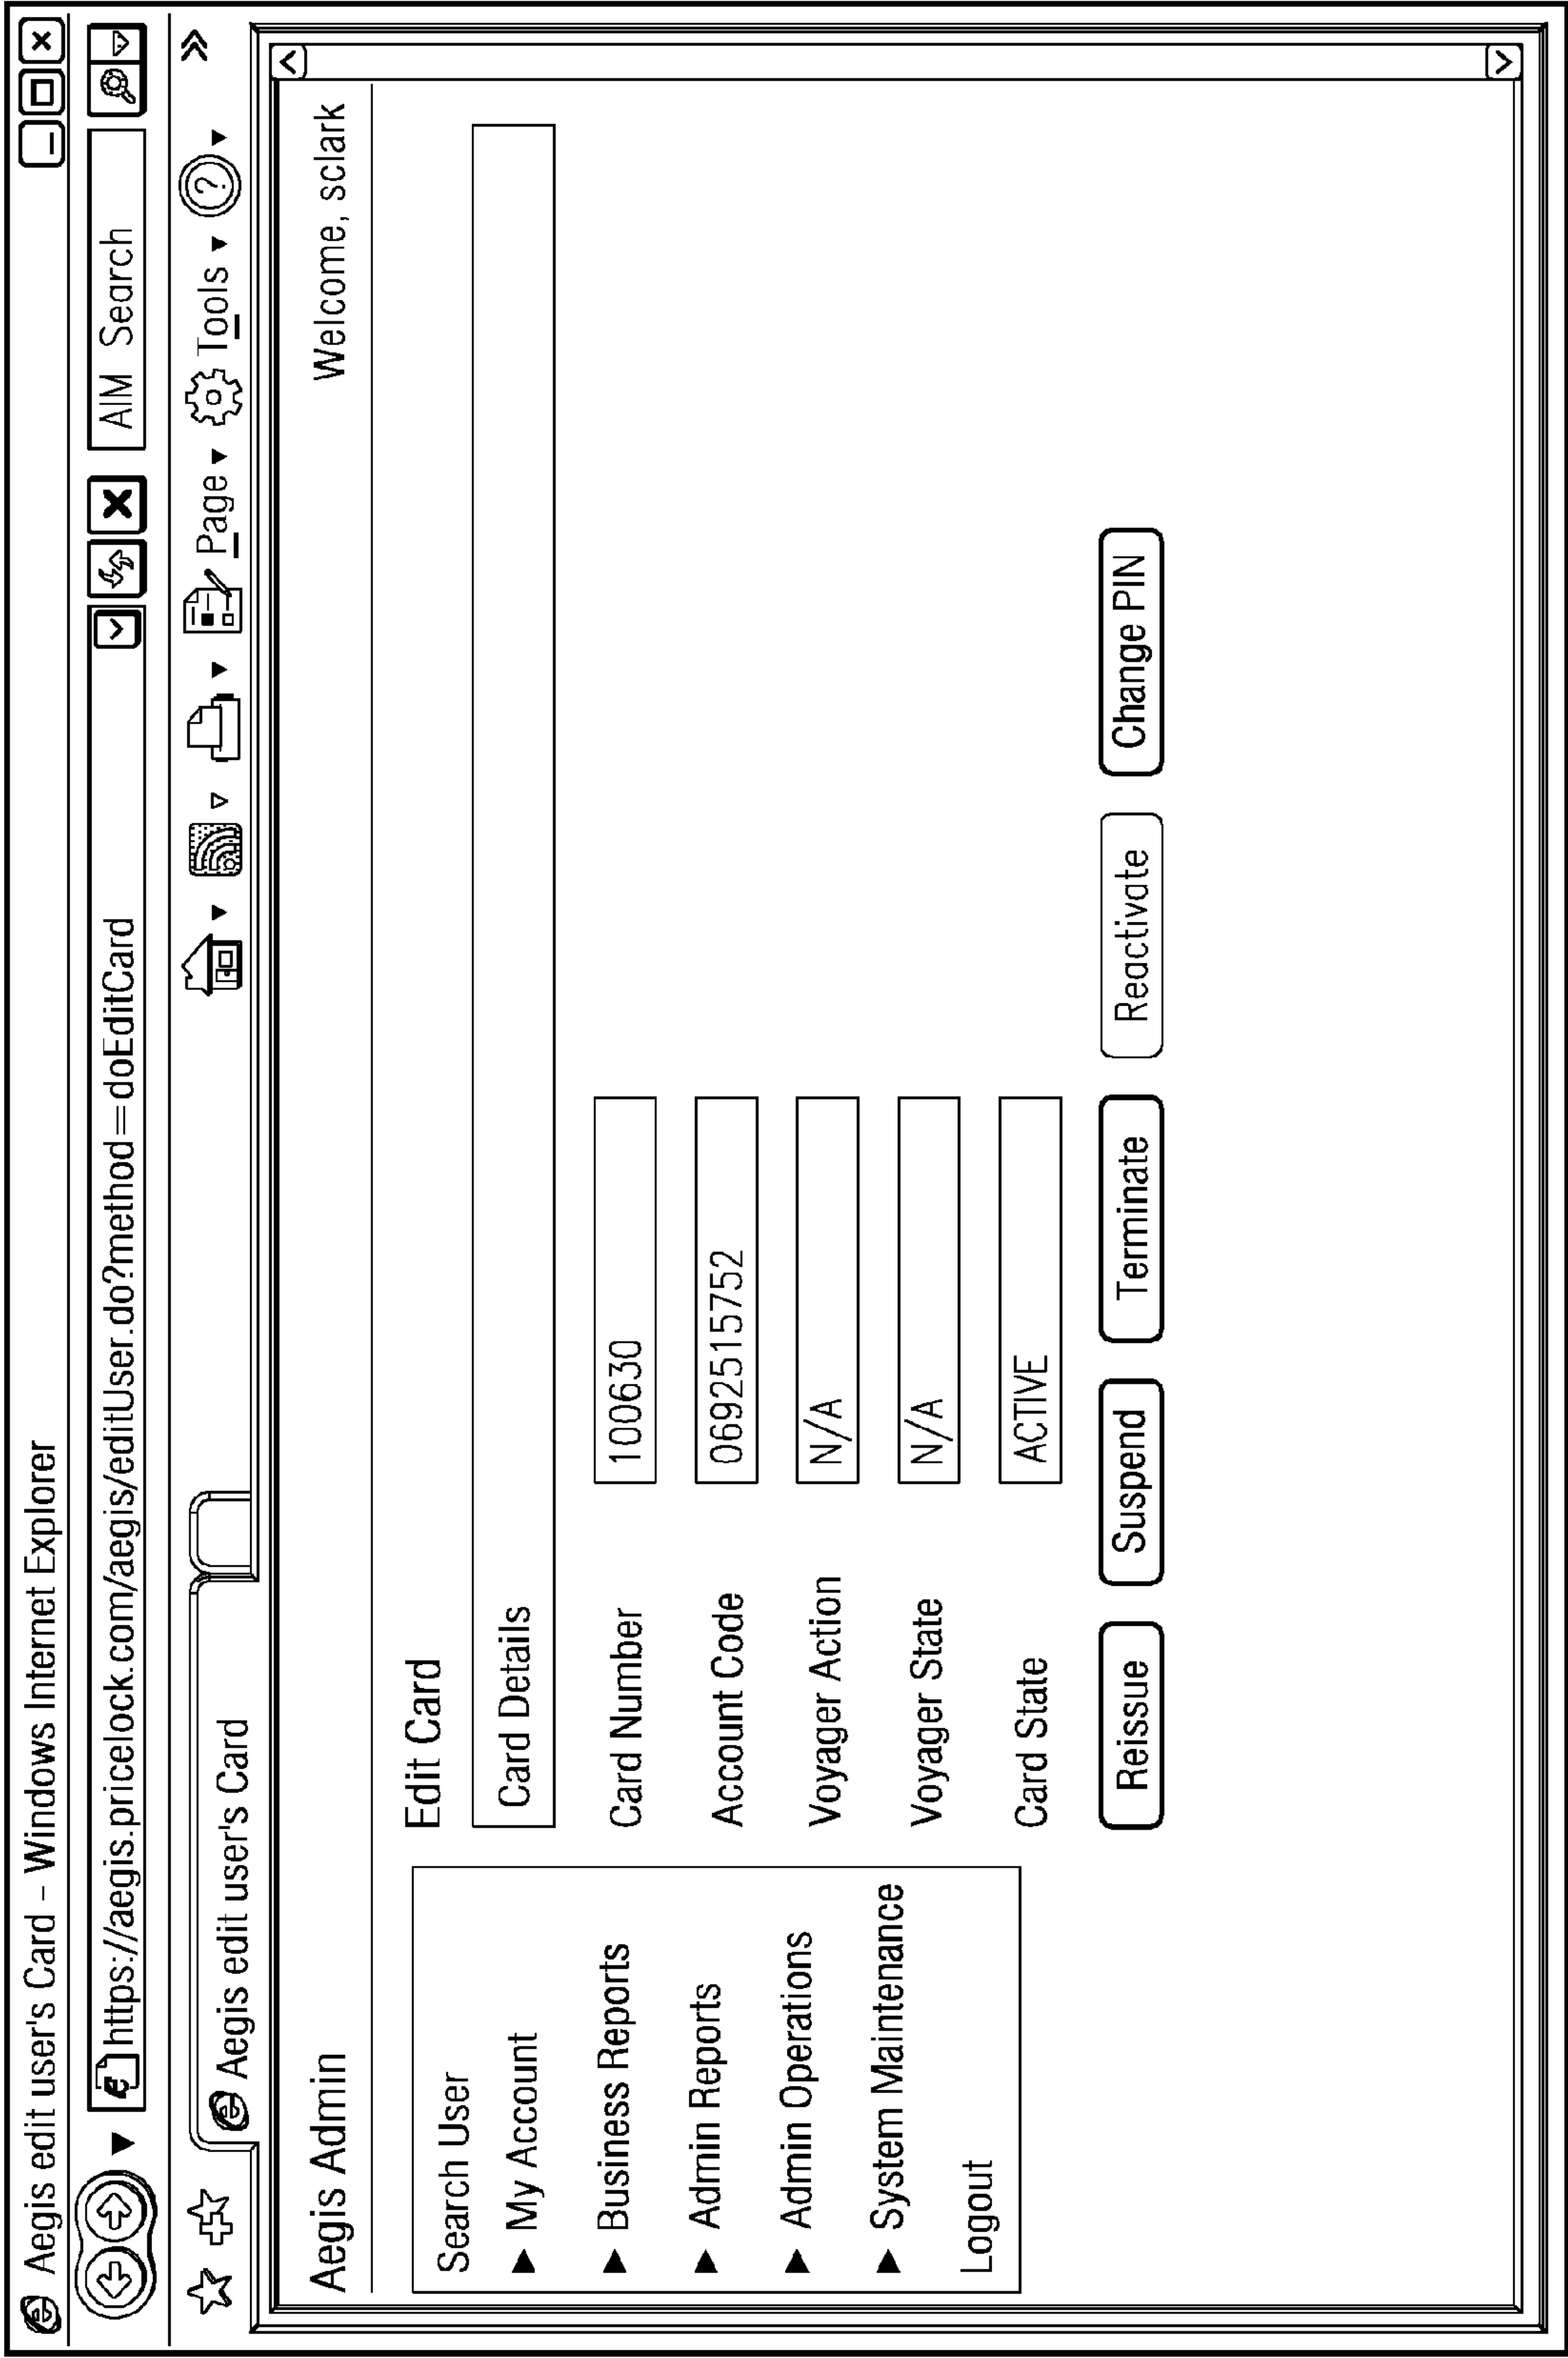 Aegis edit user's Card – Windows Internet Explorer
https://aegis.pricelock.com/aegis/editUser.do?method=doEditCard
AIM Search
Aegis edit user's Card
Page
Tools
Aegis Admin
Welcome, sclark
Search User
My Account
Business Reports
Admin Reports
Admin Operations
System Maintenance
Logout
Edit Card
Card Details
Card Number 100630
Account Code 0692515752
Voyager Action N/A
Voyager State N/A
Card State ACTIVE
Reissue Suspend Terminate Reactivate Change PIN